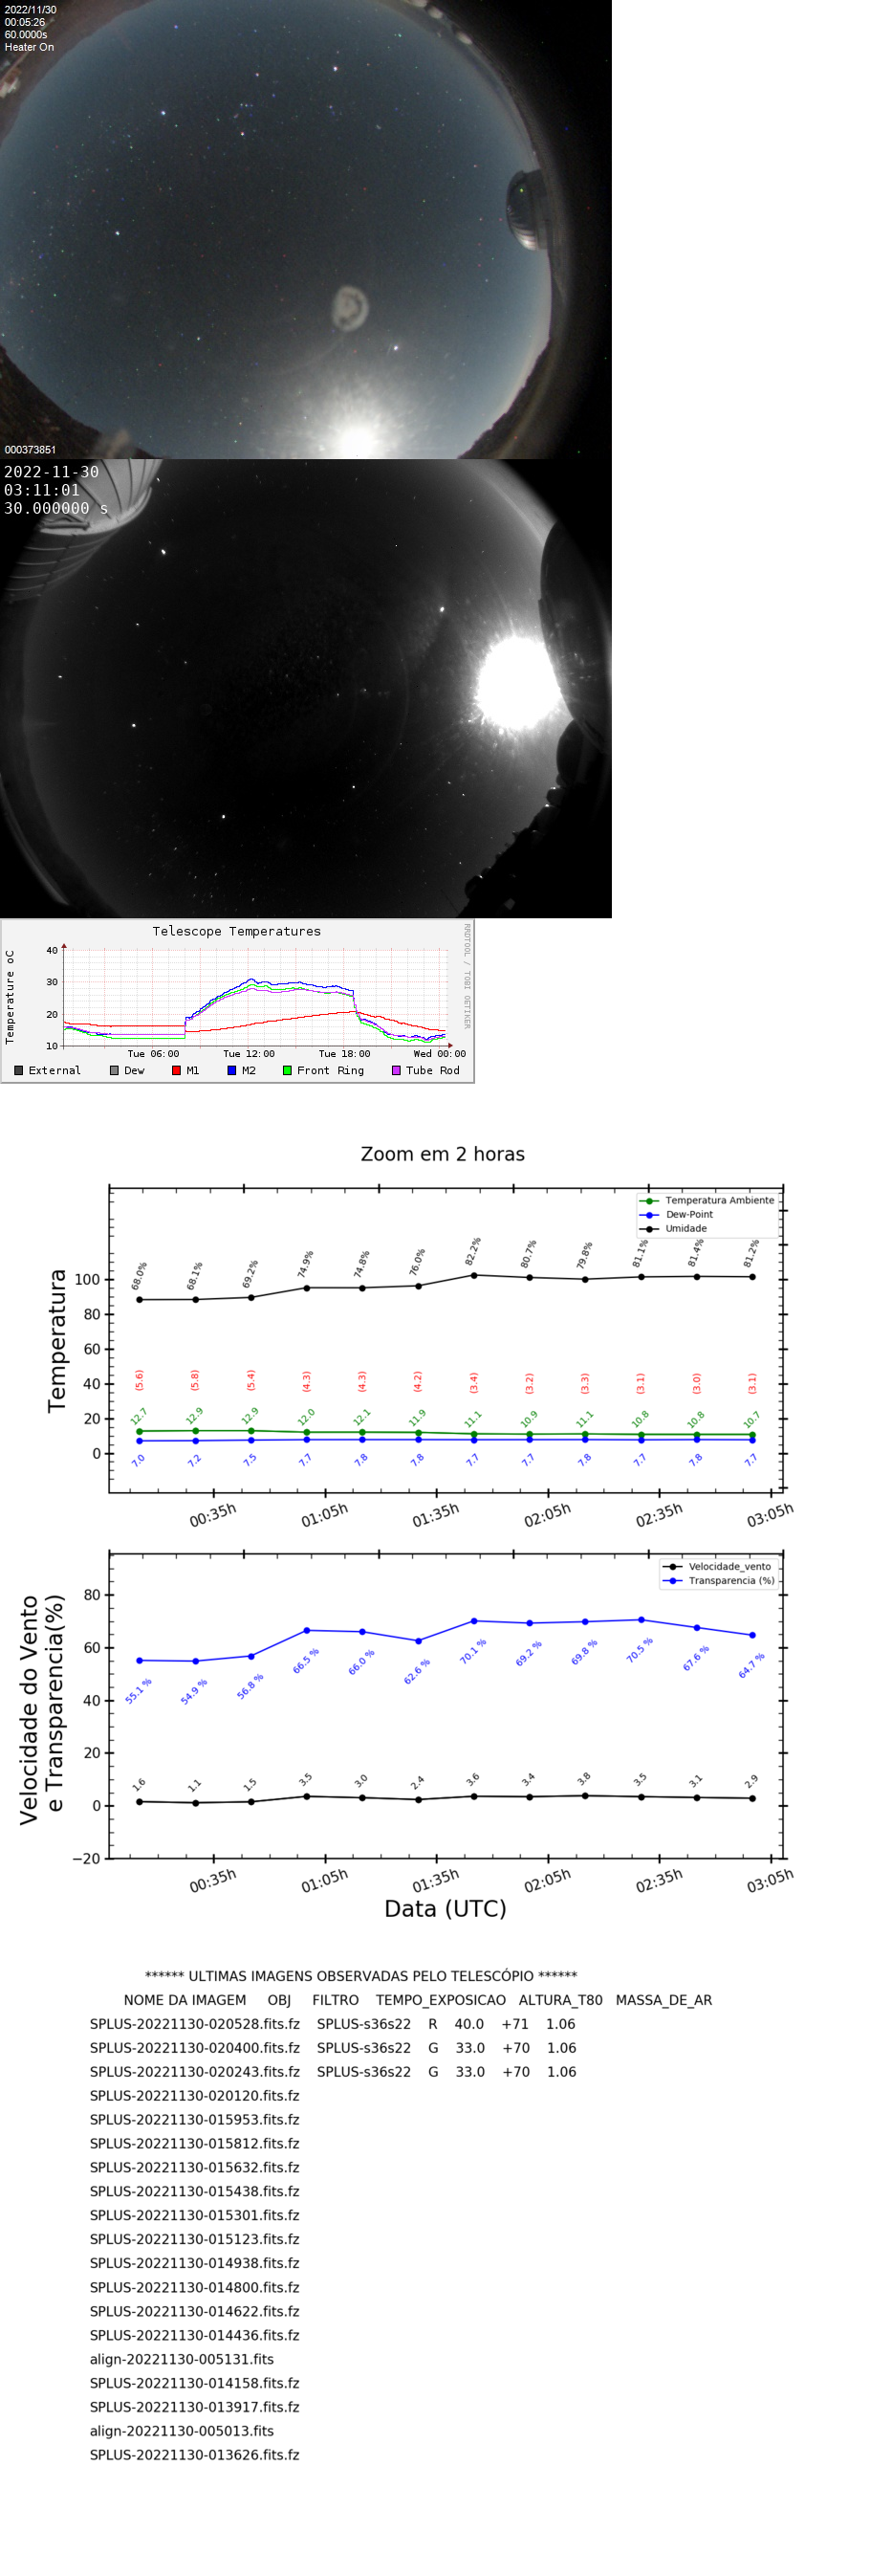 2022/11/30
00:05:26
60.0000s
Heater On
000373851
2022-11-30
03:11:01
30.000000 s
Telescope Temperatures
RRDTOOL / TOBI OETIKER
Temperature oC
40
30
20
10
Tue 06:00 Tue 12:00 Tue 18:00 Wed 00:00
External Dew M1 M2 Front Ring Tube Rod
Zoom em 2 horas
Temperatura Ambiente
Dew-Point
Umidade
Temperatura
100
80
60
40
20
0
68.0% 68.1% 69.2% 74.9% 74.8% 76.0% 82.2% 80.7% 79.8% 81.1% 81.4% 81.2%
(5.6) (5.8) (5.4) (4.3) (4.3) (4.2) (3.4) (3.2) (3.3) (3.1) (3.0) (3.1)
12.7 12.9 12.9 12.0 12.1 11.9 11.1 10.9 11.1 10.8 10.8 10.7
7.0 7.2 7.5 7.7 7.8 7.8 7.7 7.7 7.8 7.7 7.8 7.7
00:35h 01:05h 01:35h 02:05h 02:35h 03:05h
Velocidade_vento
Transparencia (%)
Velocidade do Vento
e Transparencia(%)
80
60
40
20
0
−20
55.1 % 54.9 % 56.8 % 66.5 % 66.0 % 62.6 % 70.1 % 69.2 % 69.8 % 70.5 % 67.6 % 64.7 %
1.6 1.1 1.5 3.5 3.0 2.4 3.6 3.4 3.8 3.5 3.1 2.9
00:35h 01:05h 01:35h 02:05h 02:35h 03:05h
Data (UTC)
****** ULTIMAS IMAGENS OBSERVADAS PELO TELESCÓPIO ******
NOME DA IMAGEM OBJ FILTRO TEMPO_EXPOSICAO ALTURA_T80 MASSA_DE_AR
SPLUS-20221130-020528.fits.fz SPLUS-s36s22 R 40.0 +71 1.06
SPLUS-20221130-020400.fits.fz SPLUS-s36s22 G 33.0 +70 1.06
SPLUS-20221130-020243.fits.fz SPLUS-s36s22 G 33.0 +70 1.06
SPLUS-20221130-020120.fits.fz
SPLUS-20221130-015953.fits.fz
SPLUS-20221130-015812.fits.fz
SPLUS-20221130-015632.fits.fz
SPLUS-20221130-015438.fits.fz
SPLUS-20221130-015301.fits.fz
SPLUS-20221130-015123.fits.fz
SPLUS-20221130-014938.fits.fz
SPLUS-20221130-014800.fits.fz
SPLUS-20221130-014622.fits.fz
SPLUS-20221130-014436.fits.fz
align-20221130-005131.fits
SPLUS-20221130-014158.fits.fz
SPLUS-20221130-013917.fits.fz
align-20221130-005013.fits
SPLUS-20221130-013626.fits.fz